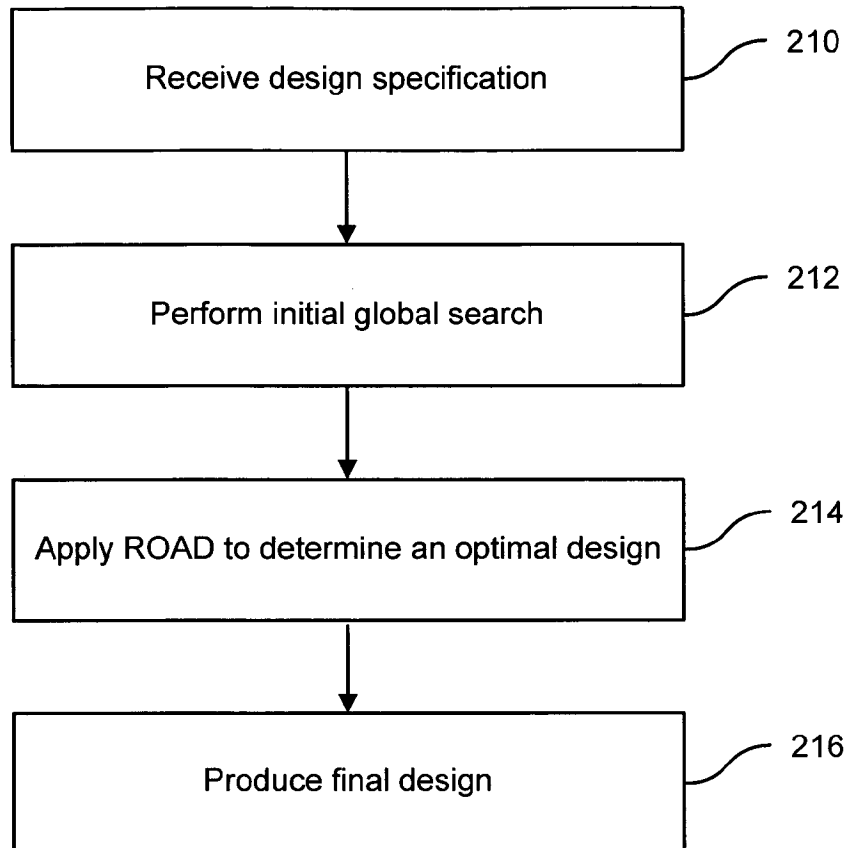 Receive design specification
210
Perform initial global search
212
Apply ROAD to determine an optimal design
214
Produce final design
216